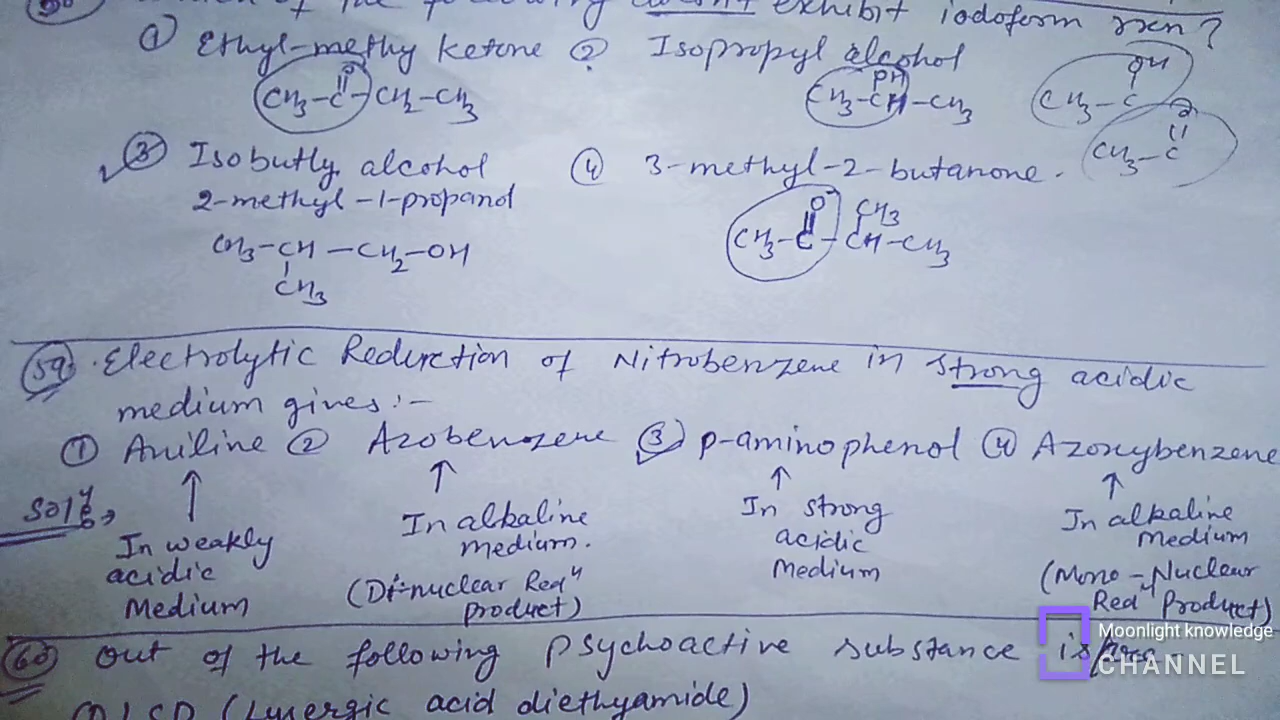 of the following doesn't exhibit iodoform rxn?
① Ethyl-methy ketone ② Isopropyl alcohol
CH3-C-CH2-CH3
O
CH3-CH-CH3
OH
CH3-C
OH
CH3-C
O
③ Isobutly alcohol ④ 3-methyl-2-butanone.
2-methyl-1-propanol
CH3-CH-CH2-OH
CH3
CH3-C-CH-CH3
O CH3
59. Electrolytic Reduction of Nitrobenzene in strong acidic
medium gives:-
① Aniline ② Azobenzene ③ p-aminophenol ④ Azoxybenzene
Solⁿ
In weakly
acidic
Medium
In alkaline
medium.
(Di-nuclear Redⁿ
product)
In strong
acidic
Medium
In alkaline
Medium
(Mono-Nuclear
Redⁿ Product)
60 Out of the following psychoactive substance is/are
① LSD (Lysergic acid diethyamide)
Moonlight knowledge
CHANNEL